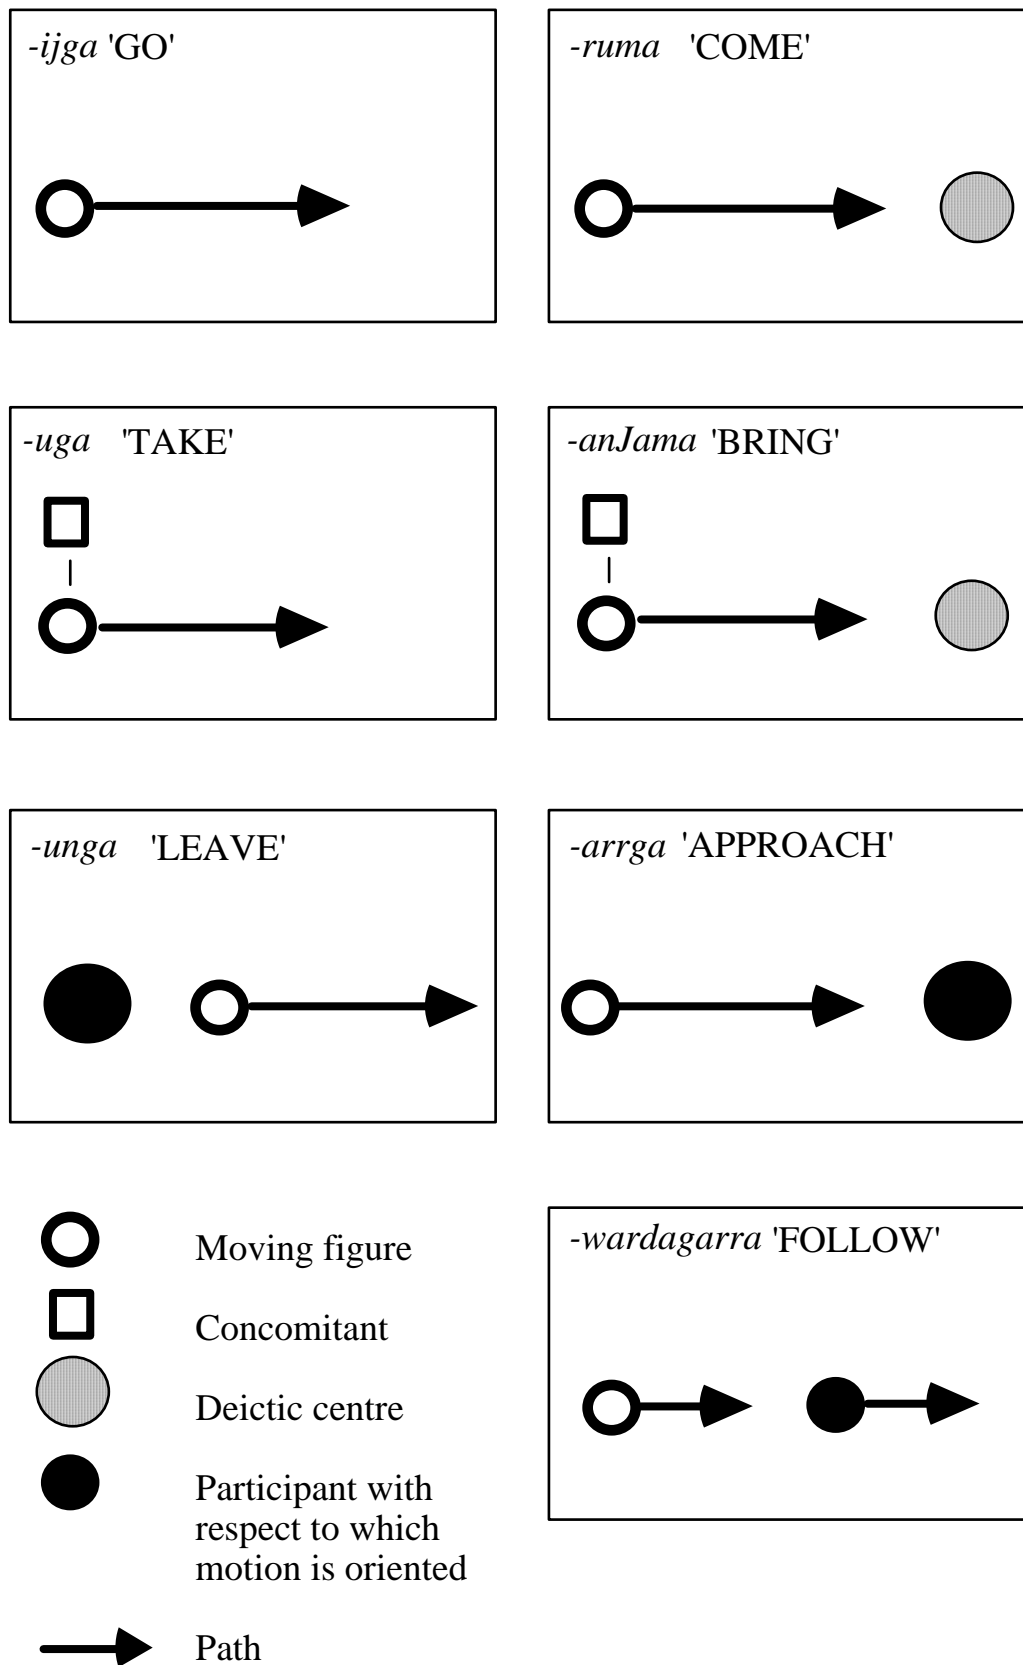 -ijga 'GO'
-ruma 'COME'
-uga 'TAKE'
-anJama 'BRING'
-unga 'LEAVE'
-arrga 'APPROACH'
Moving figure
Concomitant
Deictic centre
Participant with
respect to which
motion is oriented
Path
-wardagarra 'FOLLOW'